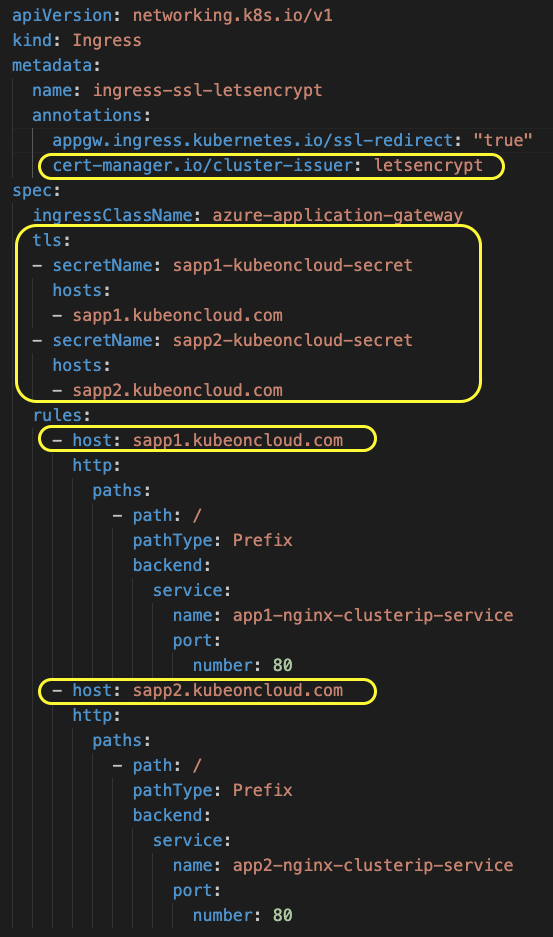 apiVersion: networking.k8s.io/v1
kind: Ingress
metadata:
  name: ingress-ssl-letsencrypt
  annotations:
    appgw.ingress.kubernetes.io/ssl-redirect: "true"
    cert-manager.io/cluster-issuer: letsencrypt
spec:
  ingressClassName: azure-application-gateway
  tls:
  - secretName: sapp1-kubeoncloud-secret
    hosts:
    - sapp1.kubeoncloud.com
  - secretName: sapp2-kubeoncloud-secret
    hosts:
    - sapp2.kubeoncloud.com
  rules:
    - host: sapp1.kubeoncloud.com
      http:
        paths:
          - path: /
            pathType: Prefix
            backend:
              service:
                name: app1-nginx-clusterip-service
                port:
                  number: 80
    - host: sapp2.kubeoncloud.com
      http:
        paths:
          - path: /
            pathType: Prefix
            backend:
              service:
                name: app2-nginx-clusterip-service
                port:
                  number: 80